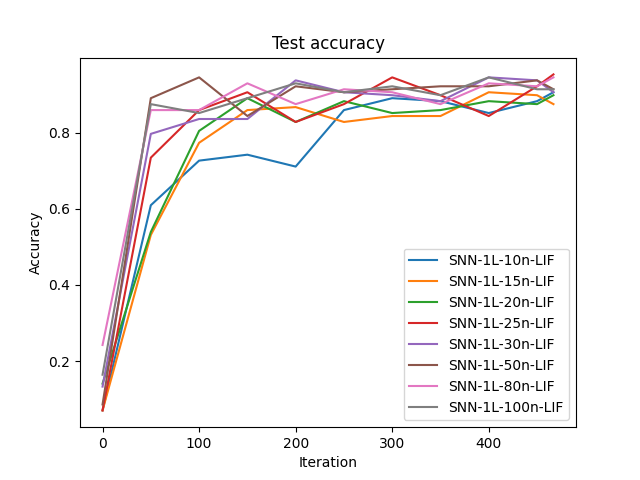 Test accuracy
Accuracy
0.8
0.6
0.4
0.2
0 100 200 300 400
Iteration
SNN-1L-10n-LIF
SNN-1L-15n-LIF
SNN-1L-20n-LIF
SNN-1L-25n-LIF
SNN-1L-30n-LIF
SNN-1L-50n-LIF
SNN-1L-80n-LIF
SNN-1L-100n-LIF